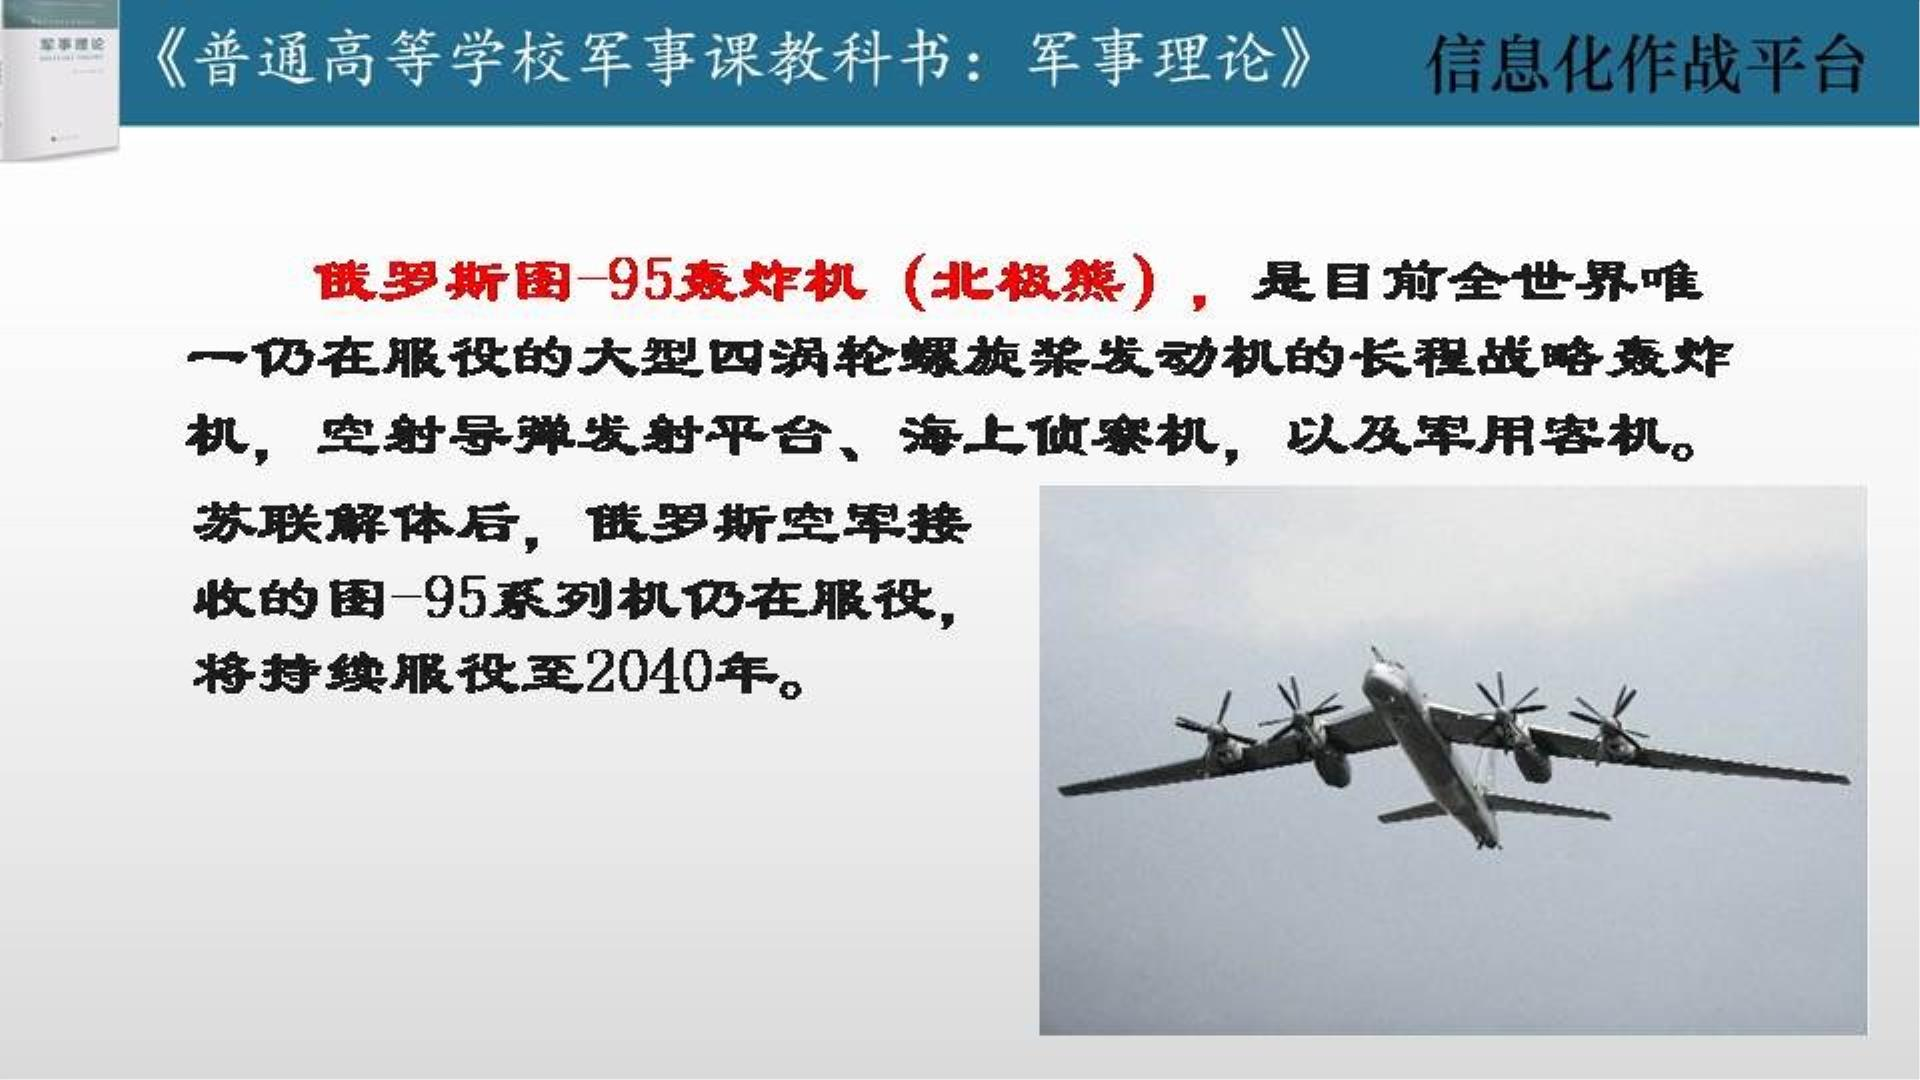 军事理论
《普通高等学校军事课教科书：军事理论》
信息化作战平台
俄罗斯图-95轰炸机（北极熊），是目前全世界唯
一仍在服役的大型四涡轮螺旋桨发动机的长程战略轰炸
机，空射导弹发射平台、海上侦察机，以及军用客机。
苏联解体后，俄罗斯空军接
收的图-95系列机仍在服役，
将持续服役至2040年。